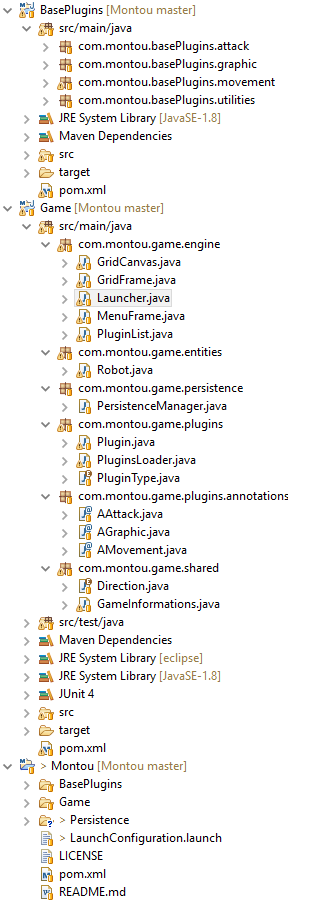 BasePlugins [Montou master]
src/main/java
com.montou.basePlugins.attack
com.montou.basePlugins.graphic
com.montou.basePlugins.movement
com.montou.basePlugins.utilities
JRE System Library [JavaSE-1.8]
Maven Dependencies
src
target
pom.xml
Game [Montou master]
src/main/java
com.montou.game.engine
GridCanvas.java
GridFrame.java
Launcher.java
MenuFrame.java
PluginList.java
com.montou.game.entities
Robot.java
com.montou.game.persistence
PersistenceManager.java
com.montou.game.plugins
Plugin.java
PluginsLoader.java
PluginType.java
com.montou.game.plugins.annotations
AAttack.java
AGraphic.java
AMovement.java
com.montou.game.shared
Direction.java
GameInformations.java
src/test/java
Maven Dependencies
JRE System Library [eclipse]
JRE System Library [JavaSE-1.8]
JUnit 4
src
target
pom.xml
> Montou [Montou master]
BasePlugins
Game
> Persistence
> LaunchConfiguration.launch
LICENSE
pom.xml
README.md